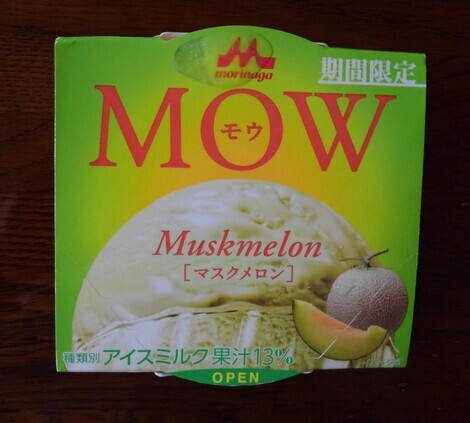 morinaga
期間限定
MOW
モウ
Muskmelon
[マスクメロン]
種類別 アイスミルク 果汁13%
OPEN